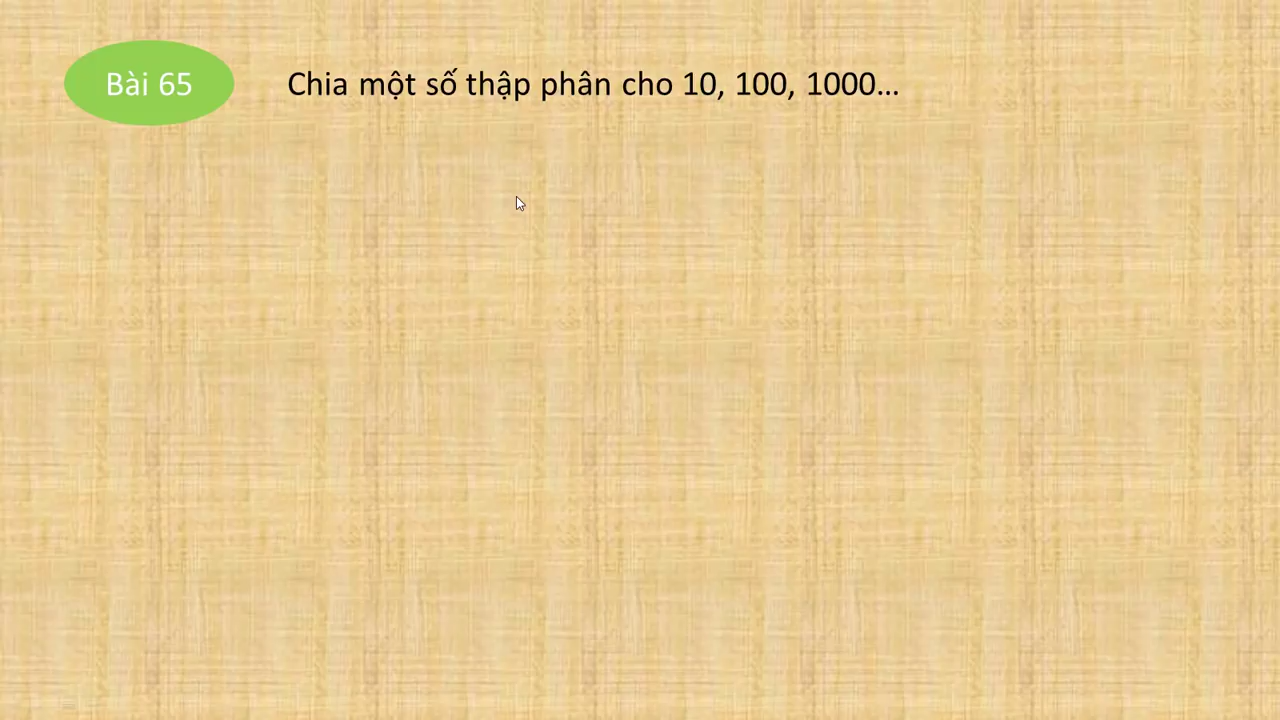 Bài 65 Chia một số thập phân cho 10, 100, 1000...